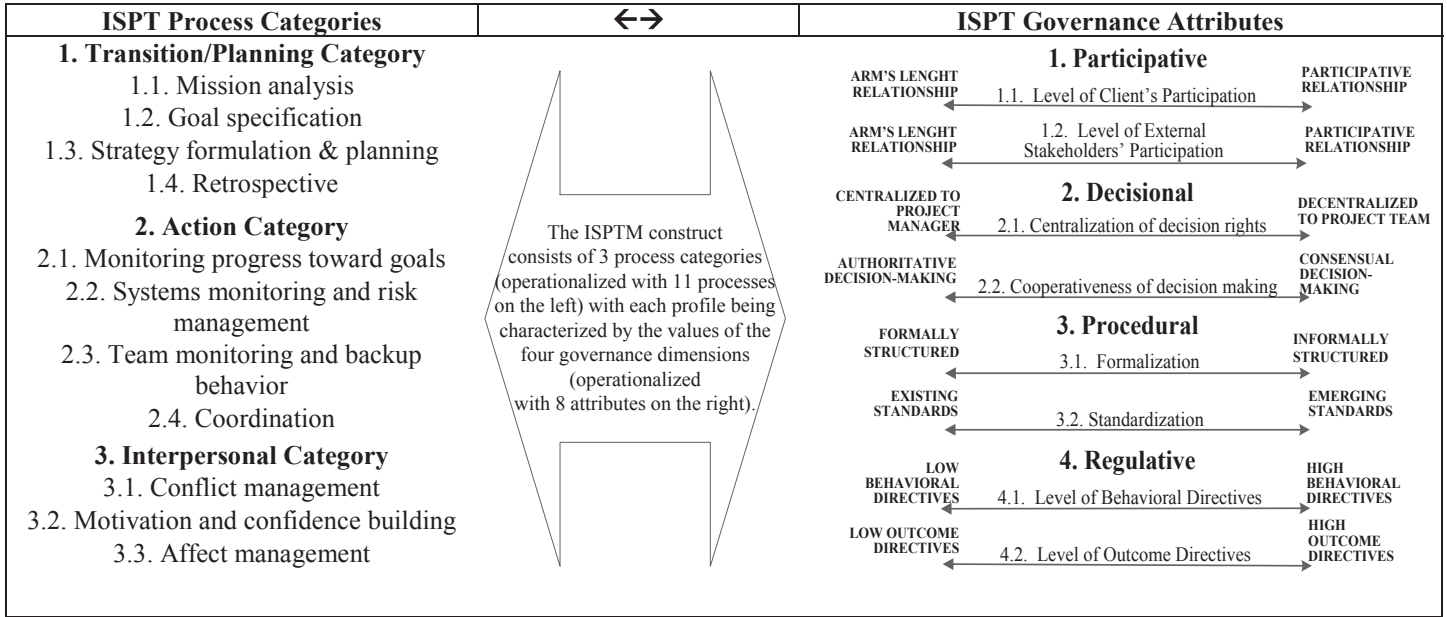 ISPT Process Categories
←→
ISPT Governance Attributes
1. Transition/Planning Category
1.1. Mission analysis
1.2. Goal specification
1.3. Strategy formulation & planning
1.4. Retrospective
2. Action Category
2.1. Monitoring progress toward goals
2.2. Systems monitoring and risk
management
2.3. Team monitoring and backup
behavior
2.4. Coordination
3. Interpersonal Category
3.1. Conflict management
3.2. Motivation and confidence building
3.3. Affect management
The ISPTM construct
consists of 3 process categories
(operationalized with 11 processes
on the left) with each profile being
characterized by the values of the
four governance dimensions
(operationalized
with 8 attributes on the right).
1. Participative
ARM'S LENGHT
RELATIONSHIP
1.1. Level of Client's Participation
PARTICIPATIVE
RELATIONSHIP
ARM'S LENGHT
RELATIONSHIP
1.2. Level of External
Stakeholders' Participation
PARTICIPATIVE
RELATIONSHIP
2. Decisional
CENTRALIZED TO
PROJECT
MANAGER
2.1. Centralization of decision rights
DECENTRALIZED
TO PROJECT TEAM
AUTHORITATIVE
DECISION-MAKING
2.2. Cooperativeness of decision making
CONSENSUAL
DECISION-
MAKING
3. Procedural
FORMALLY
STRUCTURED
3.1. Formalization
INFORMALLY
STRUCTURED
EXISTING
STANDARDS
3.2. Standardization
EMERGING
STANDARDS
4. Regulative
LOW
BEHAVIORAL
DIRECTIVES
4.1. Level of Behavioral Directives
HIGH
BEHAVIORAL
DIRECTIVES
LOW OUTCOME
DIRECTIVES
4.2. Level of Outcome Directives
HIGH
OUTCOME
DIRECTIVES